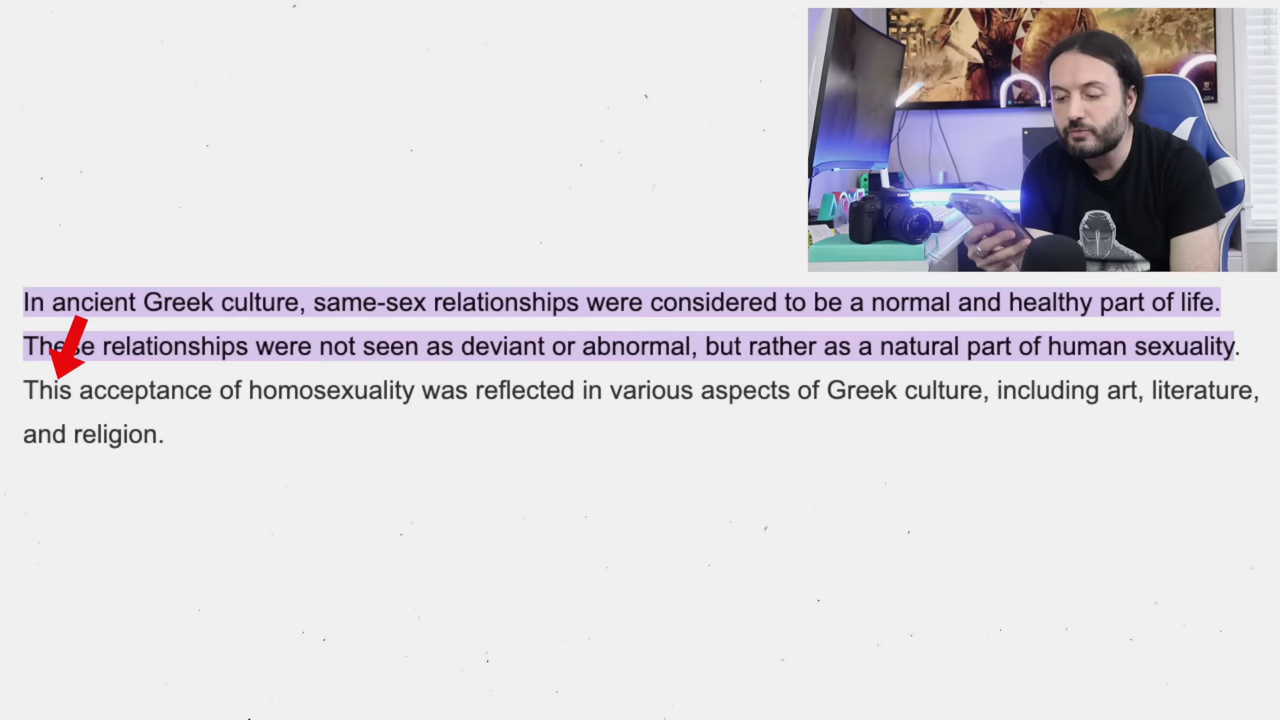 In ancient Greek culture, same-sex relationships were considered to be a normal and healthy part of life.
These relationships were not seen as deviant or abnormal, but rather as a natural part of human sexuality.
This acceptance of homosexuality was reflected in various aspects of Greek culture, including art, literature,
and religion.